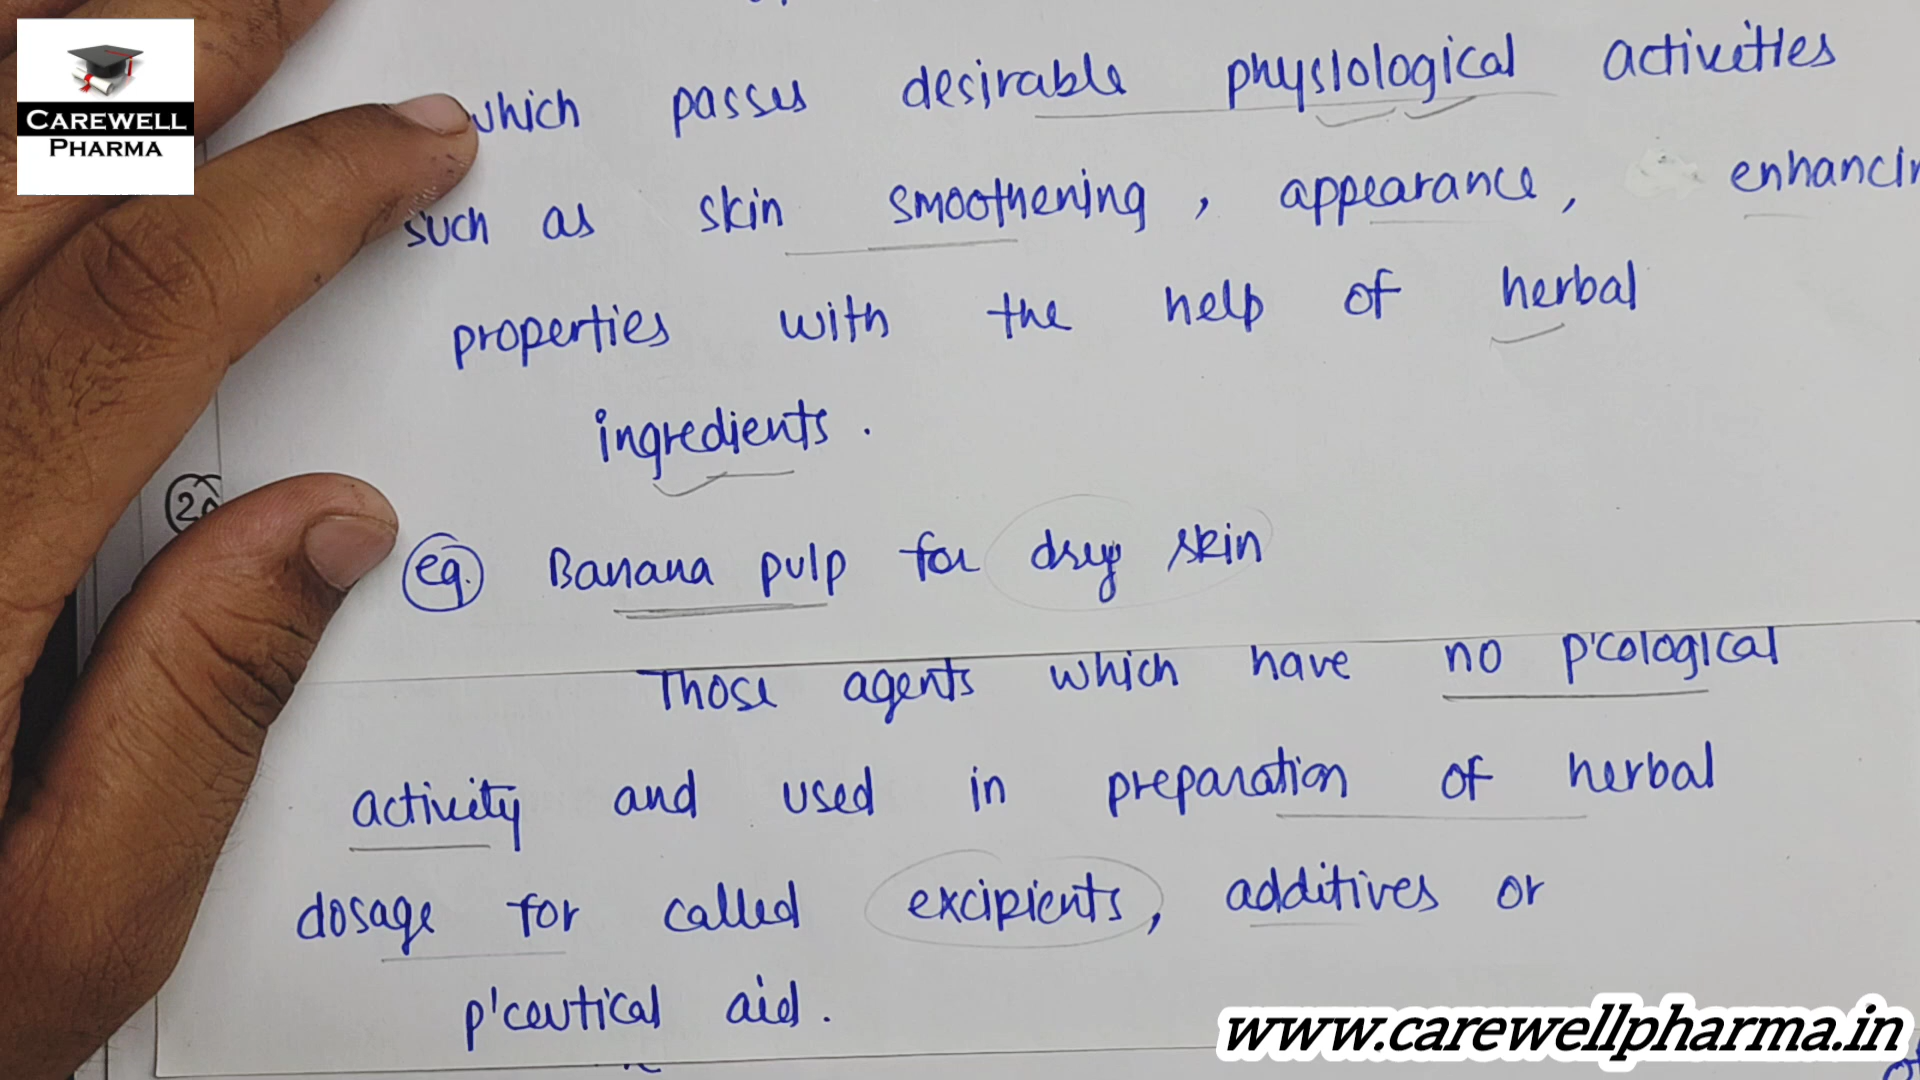 CAREWELL
PHARMA
which passes desirable physiological activities
such as skin smoothening, appearance, enhancin
properties with the help of herbal
ingredients.
eg. Banana pulp for dry skin
Those agents which have no p'cological
activity and used in preparation of herbal
dosage for called excipients, additives or
p'ceutical aid.
www.carewellpharma.in